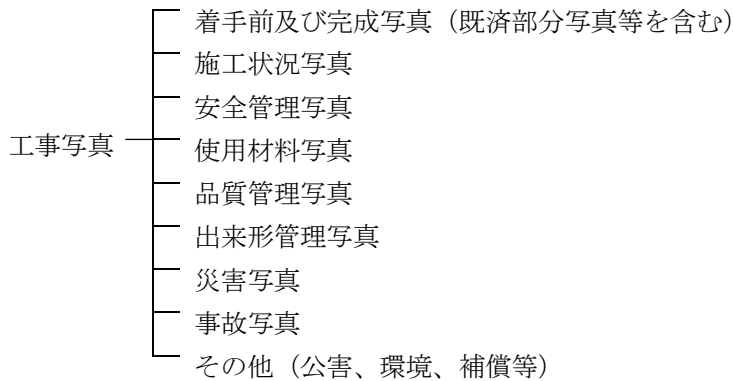 着手前及び完成写真（既済部分写真等を含む）
施工状況写真
安全管理写真
工事写真
使用材料写真
品質管理写真
出来形管理写真
災害写真
事故写真
その他（公害、環境、補償等）